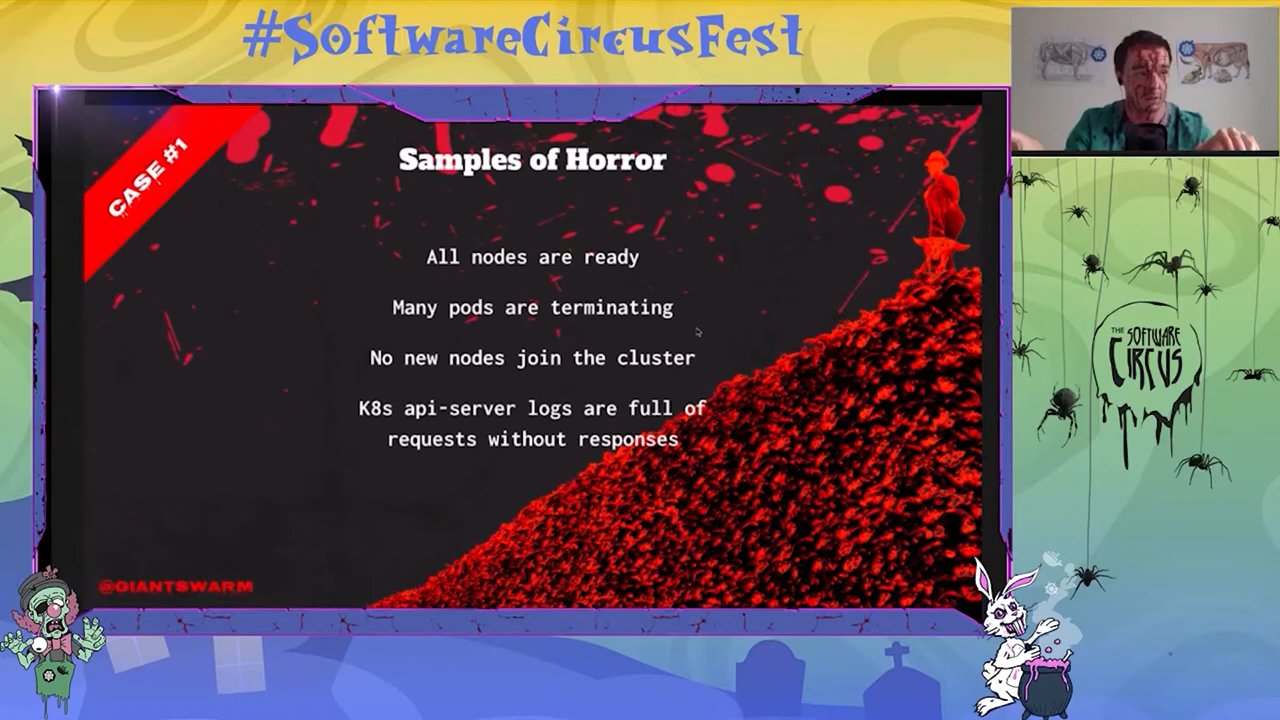 #SoftwareCircusFest
CASE #1
Samples of Horror
All nodes are ready
Many pods are terminating
No new nodes join the cluster
K8s api-server logs are full of
requests without responses
@GIANTSWARM
THE SOFTWARE
CIRCUS